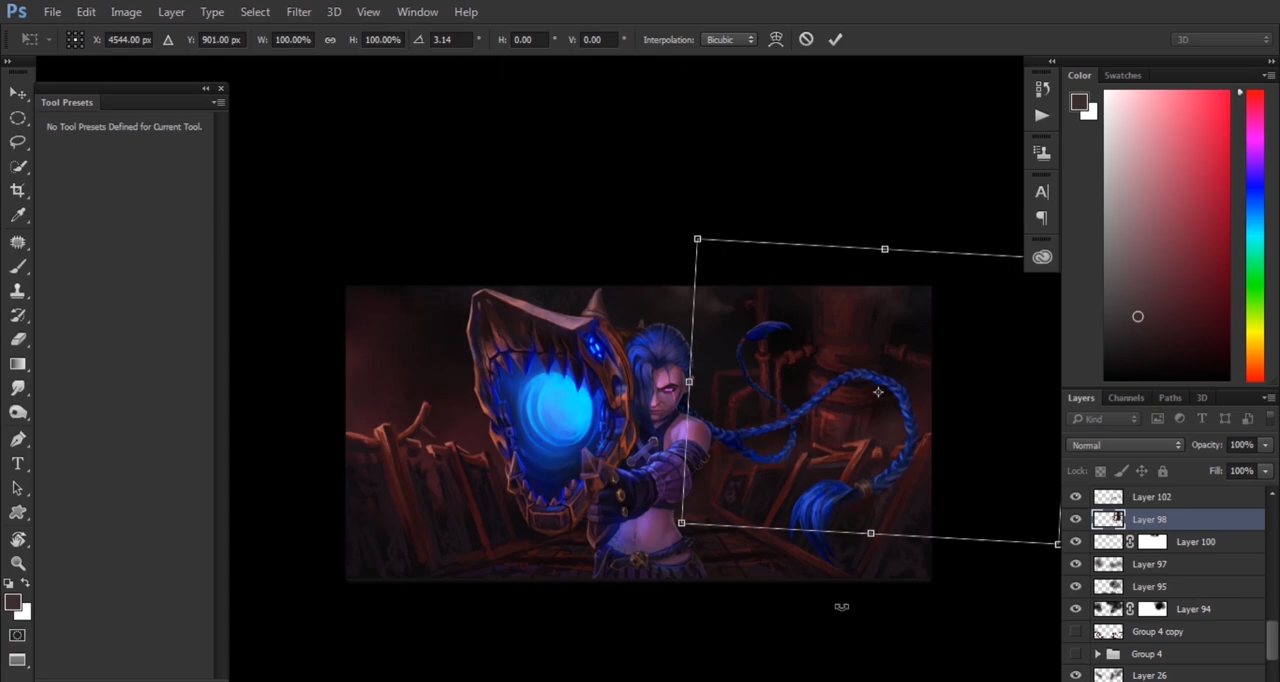 Ps File Edit Image Layer Type Select Filter 3D View Window Help
X: 4544.00 px Y: 901.00 px W: 100.00% H: 100.00% 3.14 ° H: 0.00 ° V: 0.00 ° Interpolation: Bicubic 3D
Tool Presets
No Tool Presets Defined for Current Tool.
Color Swatches
Layers Channels Paths 3D
Kind
Normal Opacity: 100%
Lock: Fill: 100%
Layer 102
Layer 98
Layer 100
Layer 97
Layer 95
Layer 94
Group 4 copy
Group 4
Layer 26